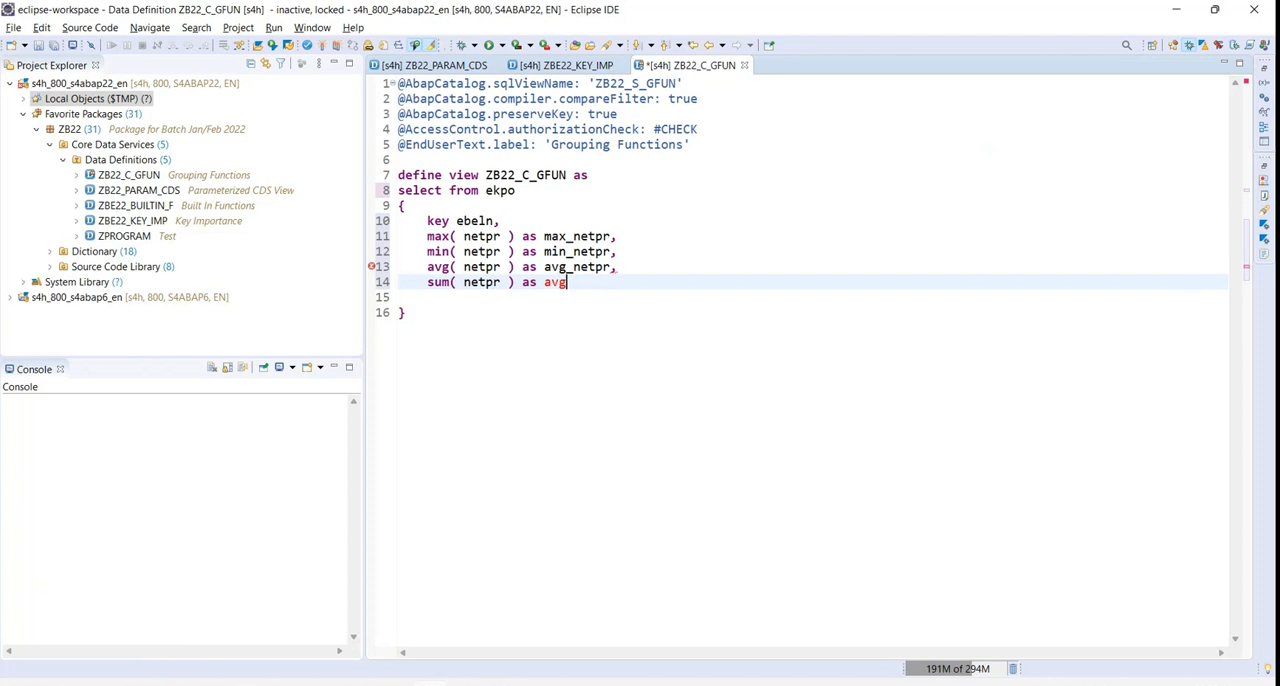 eclipse-workspace - Data Definition ZB22_C_GFUN [s4h] - inactive, locked - s4h_800_s4abap22_en [s4h, 800, S4ABAP22, EN] - Eclipse IDE
File Edit Source Code Navigate Search Project Run Window Help
Project Explorer
s4h_800_s4abap22_en [s4h, 800, S4ABAP22, EN]
Local Objects ($TMP) (?)
Favorite Packages (31)
ZB22 (31) Package for Batch Jan/Feb 2022
Core Data Services (5)
Data Definitions (5)
ZB22_C_GFUN Grouping Functions
ZB22_PARAM_CDS Parameterized CDS View
ZBE22_BUILTIN_F Built In Functions
ZBE22_KEY_IMP Key Importance
ZPROGRAM Test
Dictionary (18)
Source Code Library (8)
System Library (?)
s4h_800_s4abap6_en [s4h, 800, S4ABAP6, EN]
Console
Console
[s4h] ZB22_PARAM_CDS [s4h] ZBE22_KEY_IMP *[s4h] ZB22_C_GFUN
1 @AbapCatalog.sqlViewName: 'ZB22_S_GFUN'
2 @AbapCatalog.compiler.compareFilter: true
3 @AbapCatalog.preserveKey: true
4 @AccessControl.authorizationCheck: #CHECK
5 @EndUserText.label: 'Grouping Functions'
6
7 define view ZB22_C_GFUN as
8 select from ekpo
9 {
10 key ebeln,
11 max( netpr ) as max_netpr,
12 min( netpr ) as min_netpr,
13 avg( netpr ) as avg_netpr,
14 sum( netpr ) as avg
15
16 }
191M of 294M